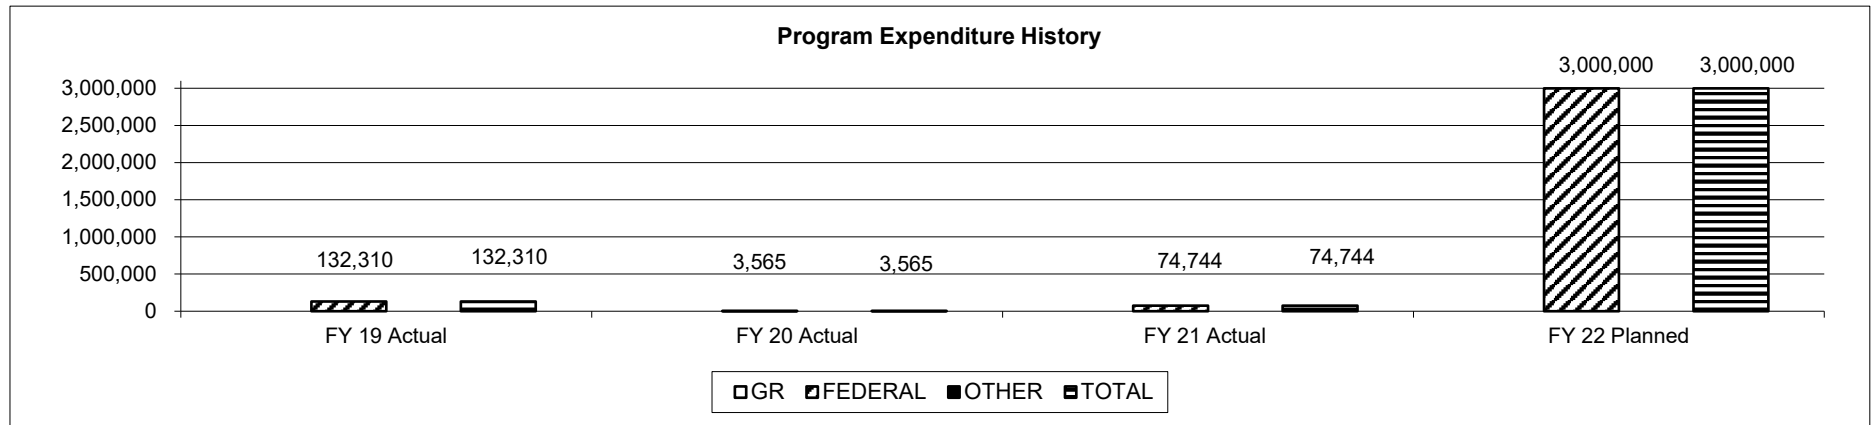 Program Expenditure History
3,000,000 3,000,000
3,000,000
2,500,000
2,000,000
1,500,000
1,000,000
500,000
0
132,310 132,310 3,565 3,565 74,744 74,744
FY 19 Actual FY 20 Actual FY 21 Actual FY 22 Planned
GR FEDERAL OTHER TOTAL